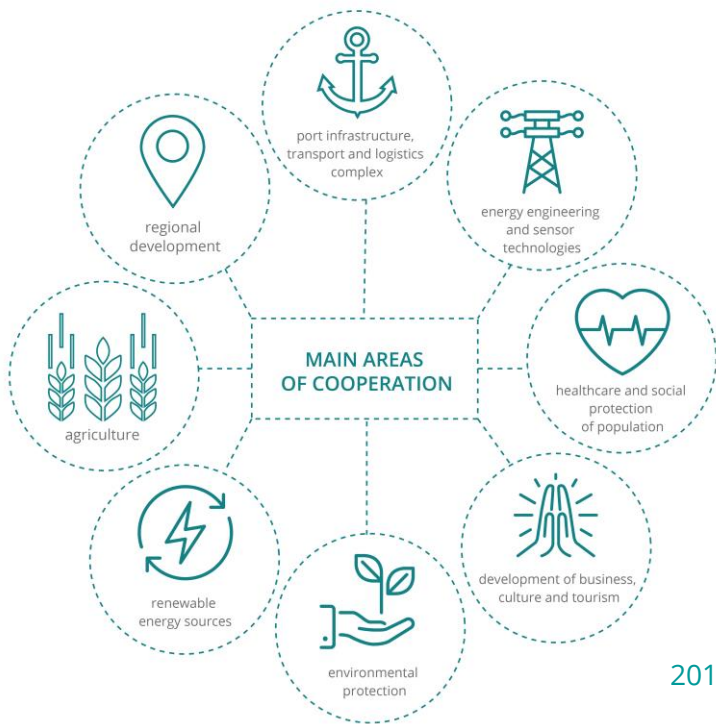 port infrastructure,
transport and logistics
complex
energy engineering
and sensor
technologies
regional
development
MAIN AREAS
OF COOPERATION
healthcare and social
protection
of population
agriculture
development of business,
culture and tourism
renewable
energy sources
environmental
protection
201